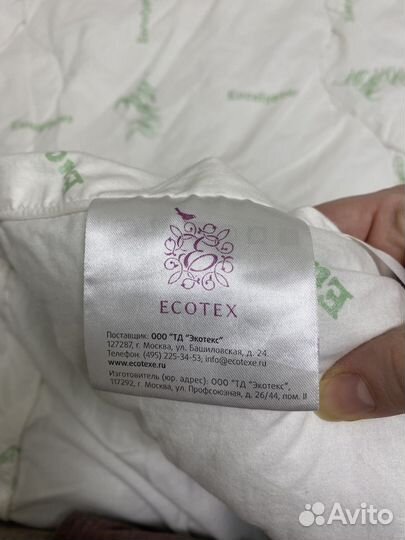 Eucalyptus
ECOTEX
Поставщик: ООО "ТД "Экотекс"
127287, г. Москва, ул. Башиловская, д. 24
Телефон: (495) 225-34-53, info@ecotexe.ru
www.ecotexe.ru
Изготовитель (юр. адрес): ООО "ТД "Экотекс",
117292, г. Москва, ул. Профсоюзная, д. 26/44, пом. II
Avito